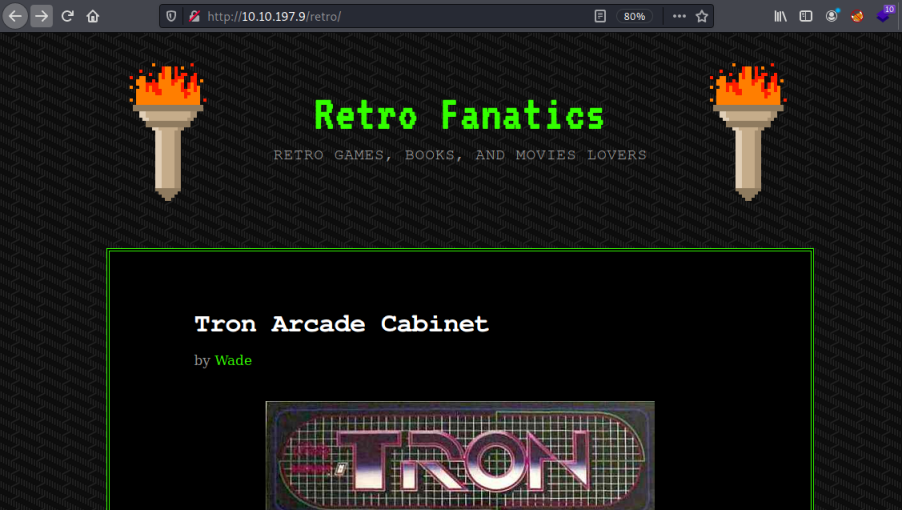 10
http://10.10.197.9/retro/
80%
Retro Fanatics
RETRO GAMES, BOOKS, AND MOVIES LOVERS
Tron Arcade Cabinet
by Wade
TRON